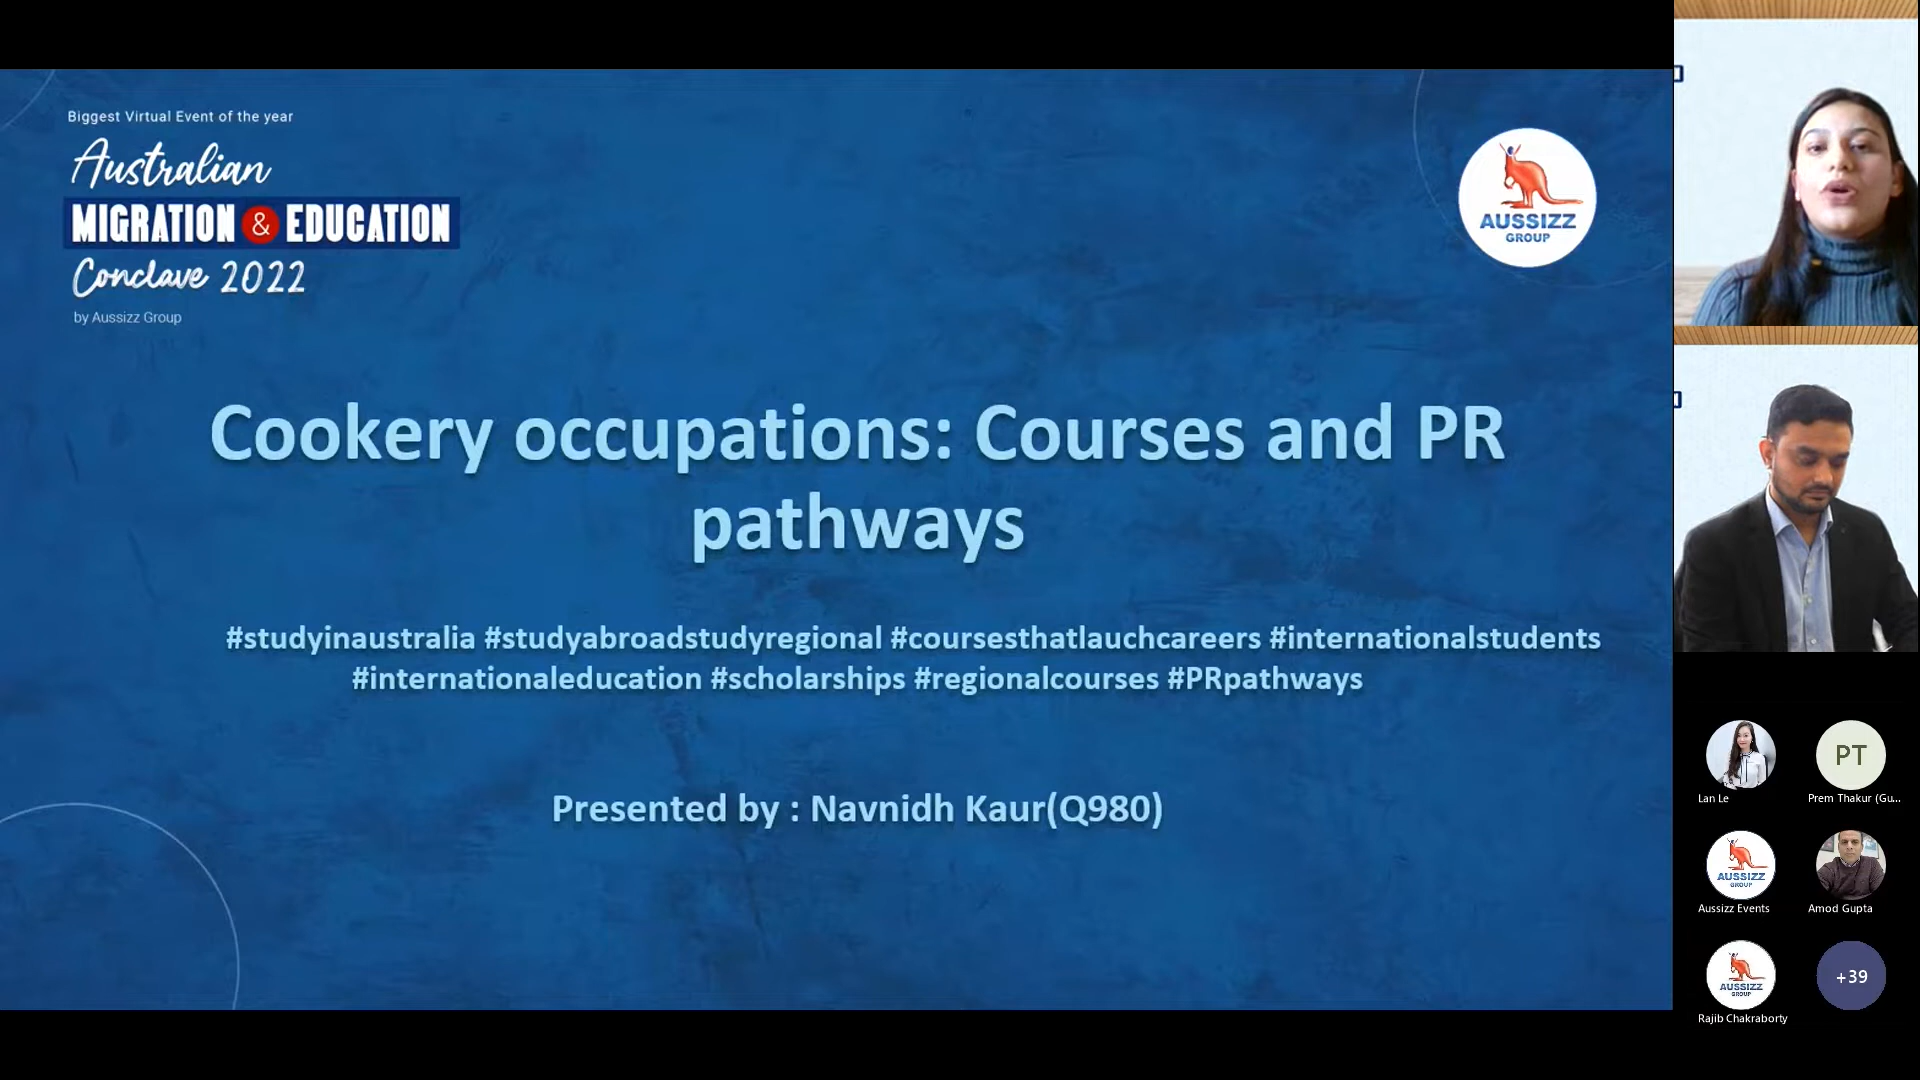 Biggest Virtual Event of the year
Australian
MIGRATION & EDUCATION
Conclave 2022
by Aussizz Group
AUSSIZZ
GROUP
Cookery occupations: Courses and PR
pathways
#studyinaustralia #studyabroadstudyregional #coursesthatlauchcareers #internationalstudents
#internationaleducation #scholarships #regionalcourses #PRpathways
Presented by : Navnidh Kaur(Q980)
Lan Le
PT
Prem Thakur (Gu...
AUSSIZZ
GROUP
Aussizz Events
Amod Gupta
AUSSIZZ
GROUP
Rajib Chakraborty
+39